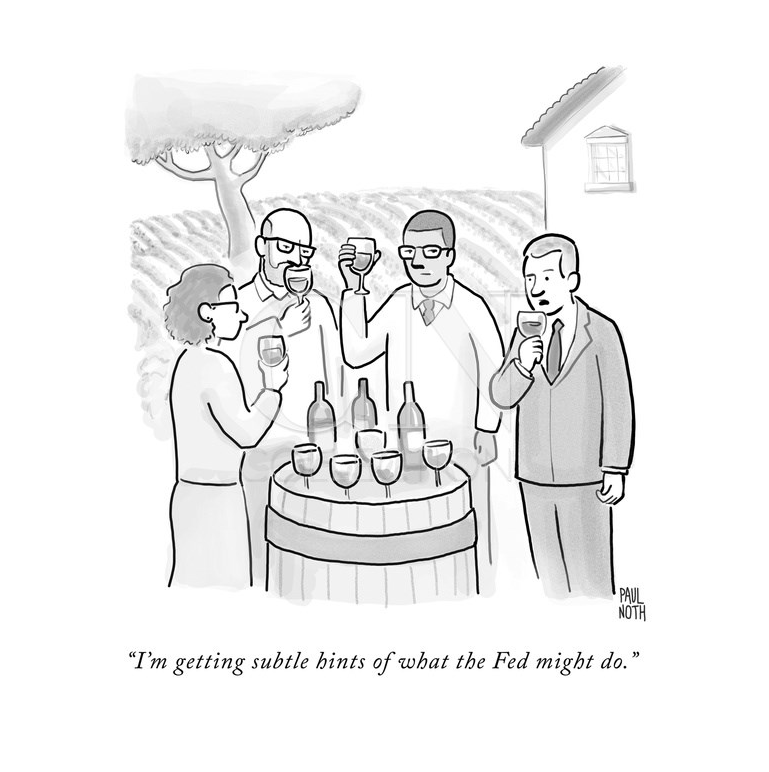 PAUL
NOTH
“I’m getting subtle hints of what the Fed might do.”